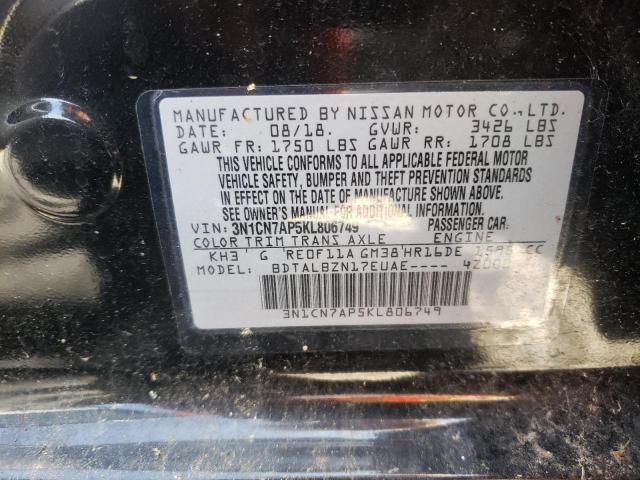 MANUFACTURED BY NISSAN MOTOR CO., LTD.
DATE: 08/18. GVWR: 3426 LBS
GAWR FR: 1750 LBS GAWR RR: 1708 LBS
THIS VEHICLE CONFORMS TO ALL APPLICABLE FEDERAL MOTOR
VEHICLE SAFETY, BUMPER AND THEFT PREVENTION STANDARDS
IN EFFECT ON THE DATE OF MANUFACTURE SHOWN ABOVE.
SEE OWNER'S MANUAL FOR ADDITIONAL INFORMATION.
VIN: 3N1CN7AP5KL806749 PASSENGER CAR.
COLOR TRIM TRANS AXLE ENGINE
KH3 G RE0F11A GM38 HR16DE CC
MODEL: BDTALBZN17EUAE----
3N1CN7AP5KL806749